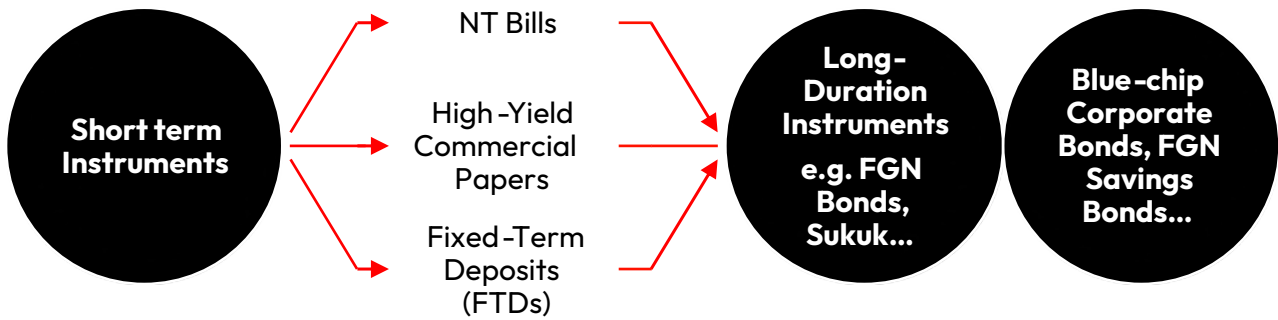 Short term
Instruments
NT Bills
High-Yield
Commercial
Papers
Fixed-Term
Deposits
(FTDs)
Long-
Duration
Instruments
e.g. FGN
Bonds,
Sukuk...
Blue-chip
Corporate
Bonds, FGN
Savings
Bonds...